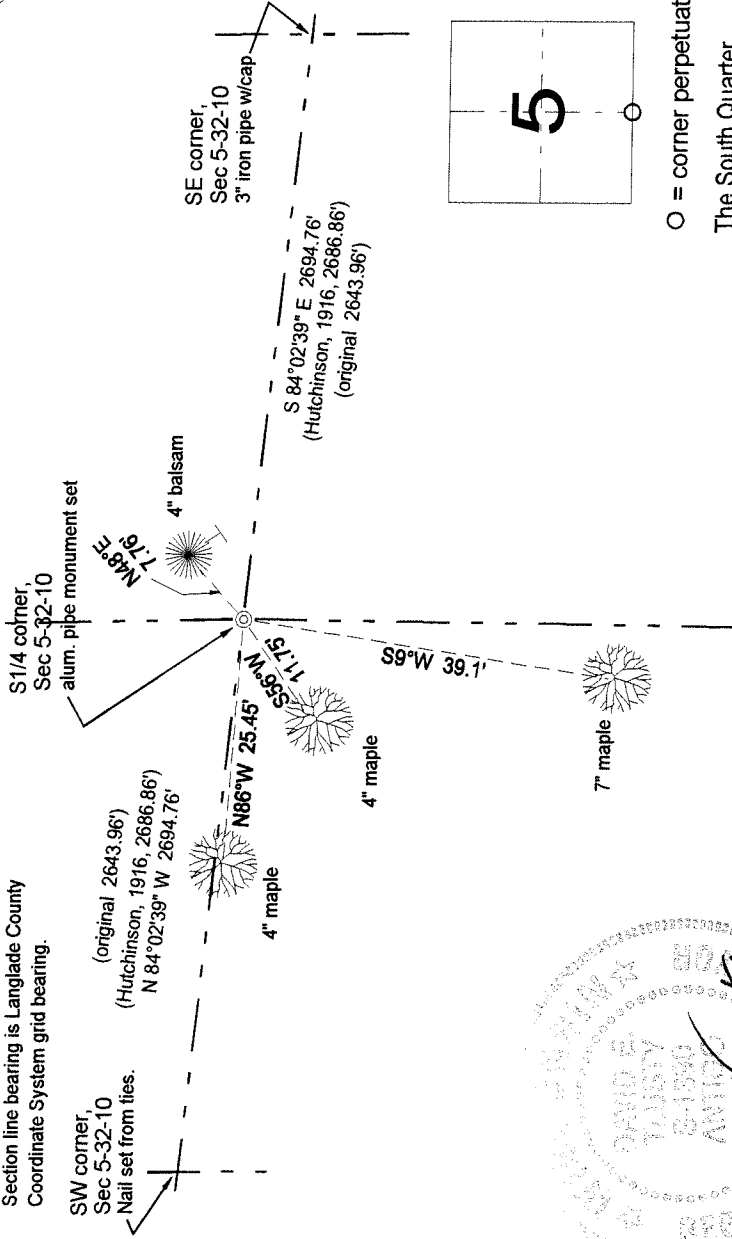 Section line bearing is Langlade County
Coordinate System grid bearing.
SW corner,
Sec 5-32-10
Nail set from ties.
(original 2643.96')
(Hutchinson, 1916, 2686.86')
N 84°02'39" W 2694.76'
S1/4 corner,
Sec 5-32-10
alum. pipe monument set
N48°E
7.76'
4" balsam
SE corner,
Sec 5-32-10
3" iron pipe w/cap
S 84°02'39" E 2694.76'
(Hutchinson, 1916, 2686.86')
(original 2643.96')
N86°W 25.45'
4" maple
S56°W
11.75'
4" maple
S9°W 39.1'
7" maple
5
O = corner perpetuat
The South Quarter
DAVID E